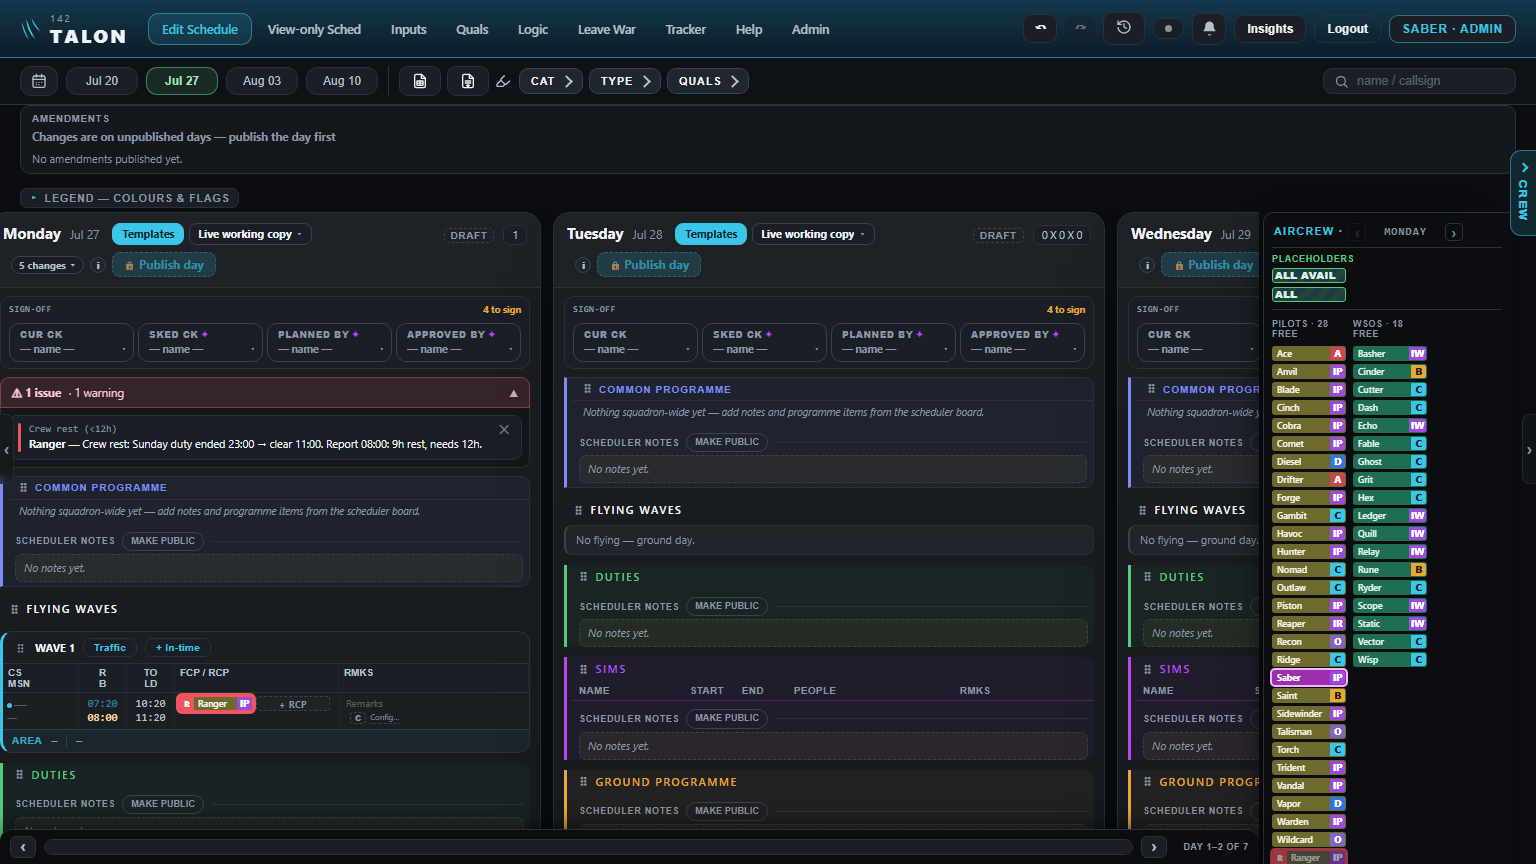 142
TALON
Edit Schedule
View-only Sched
Inputs
Quals
Logic
Leave War
Tracker
Help
Admin
Insights
Logout
SABER · ADMIN
Jul 20
Jul 27
Aug 03
Aug 10
CAT
TYPE
QUALS
name / callsign
AMENDMENTS
Changes are on unpublished days — publish the day first
No amendments published yet.
LEGEND — COLOURS & FLAGS
CREW
Monday Jul 27
Templates
Live working copy
DRAFT
1
5 changes
i
Publish day
SIGN-OFF
4 to sign
CUR CK
— name —
SKED CK
— name —
PLANNED BY
— name —
APPROVED BY
— name —
1 issue · 1 warning
Crew rest (<12h)
Ranger — Crew rest: Sunday duty ended 23:00 → clear 11:00. Report 08:00: 9h rest, needs 12h.
COMMON PROGRAMME
Nothing squadron-wide yet — add notes and programme items from the scheduler board.
SCHEDULER NOTES
MAKE PUBLIC
No notes yet.
FLYING WAVES
WAVE 1
Traffic
+ In-time
CS
MSN
R
B
TO
LD
FCP / RCP
RMKS
—
—
07:20
08:00
10:20
11:20
R Ranger IP
+ RCP
Remarks
C Config...
AREA – –
DUTIES
SCHEDULER NOTES
MAKE PUBLIC
Tuesday Jul 28
Templates
Live working copy
DRAFT
0X0X0
i
Publish day
SIGN-OFF
4 to sign
CUR CK
— name —
SKED CK
— name —
PLANNED BY
— name —
APPROVED BY
— name —
COMMON PROGRAMME
Nothing squadron-wide yet — add notes and programme items from the scheduler board.
SCHEDULER NOTES
MAKE PUBLIC
No notes yet.
FLYING WAVES
No flying — ground day.
DUTIES
SCHEDULER NOTES
MAKE PUBLIC
No notes yet.
SIMS
NAME
START
END
PEOPLE
RMKS
SCHEDULER NOTES
MAKE PUBLIC
No notes yet.
GROUND PROGRAMME
SCHEDULER NOTES
MAKE PUBLIC
Wednesday Jul 29
Templates
i
Publish day
SIGN-OFF
CUR CK
— name —
SKED CK
— name —
COMMON PROGR
Nothing squadron-wide y
SCHEDULER NOTES
No notes yet.
FLYING WAVES
No flying — ground day.
DUTIES
SCHEDULER NOTES
No notes yet.
SIMS
NAME
S
SCHEDULER NOTES
No notes yet.
GROUND PROGR
SCHEDULER NOTES
AIRCREW ·
MONDAY
PLACEHOLDERS
ALL AVAIL
ALL
PILOTS · 28
FREE
Ace A
Anvil IP
Blade IP
Cinch IP
Cobra IP
Comet IP
Diesel D
Drifter A
Forge IP
Gambit C
Havoc IP
Hunter IP
Nomad C
Outlaw C
Piston IP
Reaper IR
Recon O
Ridge C
Saber IP
Saint B
Sidewinder IP
Talisman O
Torch C
Trident IP
Vandal IP
Vapor D
Warden IP
Wildcard O
R Ranger IP
WSOS · 18
FREE
Basher IW
Cinder B
Cutter C
Dash C
Echo IW
Fable C
Ghost C
Grit C
Hex C
Ledger IW
Quill IW
Relay IW
Rune B
Ryder C
Scope IW
Static IW
Vector C
Wisp C
DAY 1–2 OF 7